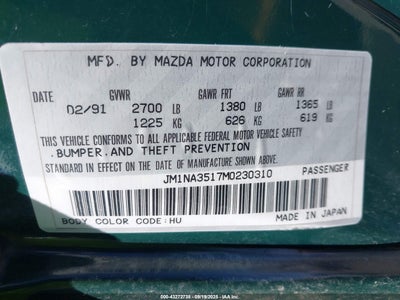 MFD. BY MAZDA MOTOR CORPORATION
DATE GVWR GAWR FRT GAWR RR
02/91 2700 LB 1380 LB 1365 LB
1225 KG 626 KG 619 KG
THIS VEHICLE CONFORMS TO ALL APPLICABLE FEDERAL MOTOR VEHICLE SAFETY
.BUMPER.AND THEFT PREVENTION
STANDARD IN EFFECT ON THE DATE OF MANUFACTURE SHOWN ABOVE.
JM1NA3517M0230310 PASSENGER
BODY COLOR CODE:HU MADE IN JAPAN
000-43272738 - 09/19/2025 - IAA Inc.